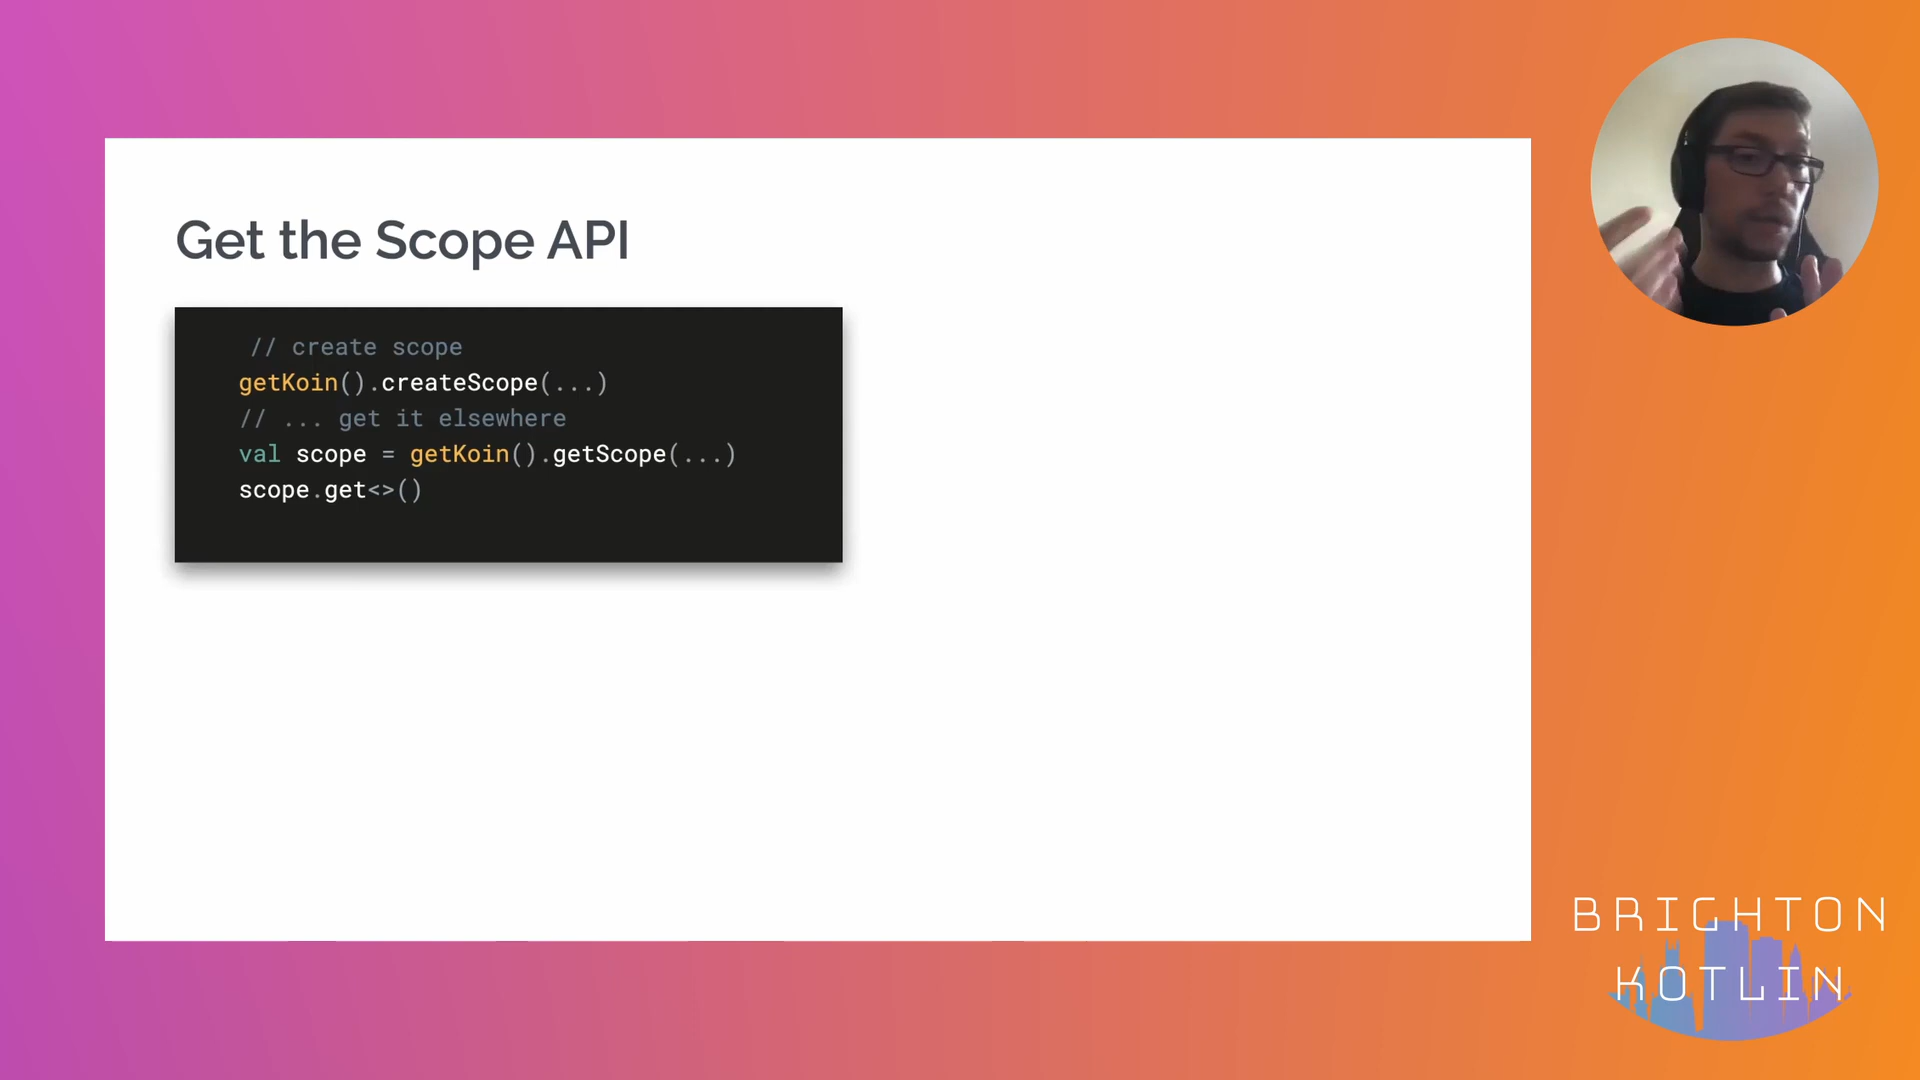 Get the Scope API
// create scope
getKoin().createScope(...)
// ... get it elsewhere
val scope = getKoin().getScope(...)
scope.get<>()
BRIGHTON
KOTLIN